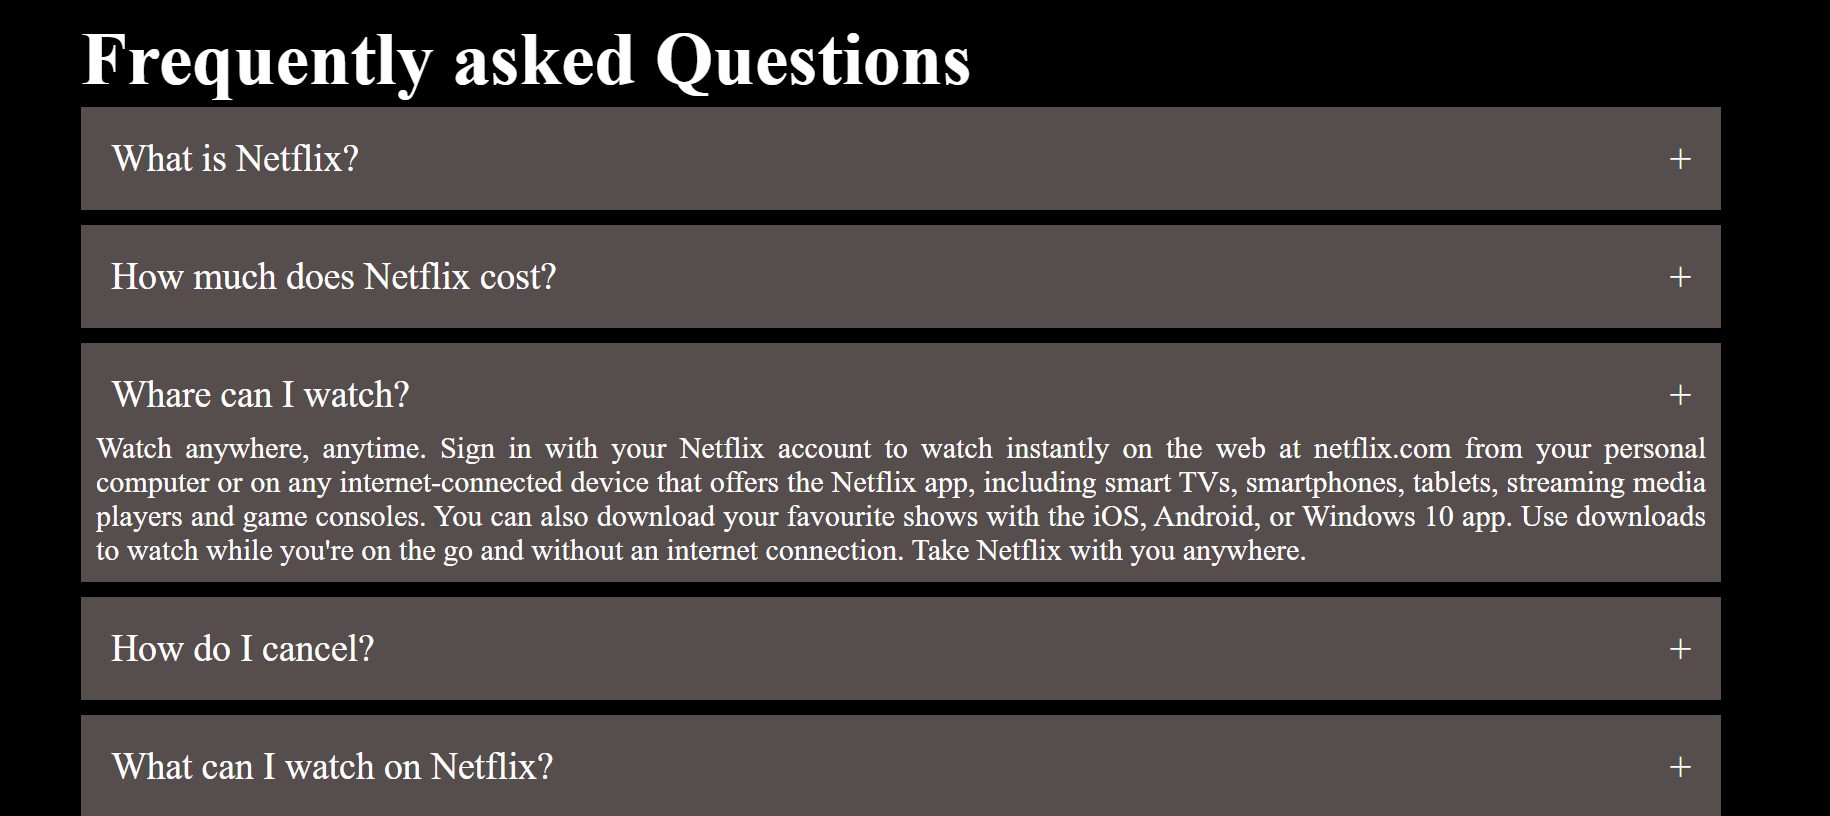 Frequently asked Questions
What is Netflix? +
How much does Netflix cost? +
Whare can I watch? +
Watch anywhere, anytime. Sign in with your Netflix account to watch instantly on the web at netflix.com from your personal
computer or on any internet-connected device that offers the Netflix app, including smart TVs, smartphones, tablets, streaming media
players and game consoles. You can also download your favourite shows with the iOS, Android, or Windows 10 app. Use downloads
to watch while you're on the go and without an internet connection. Take Netflix with you anywhere.
How do I cancel? +
What can I watch on Netflix? +